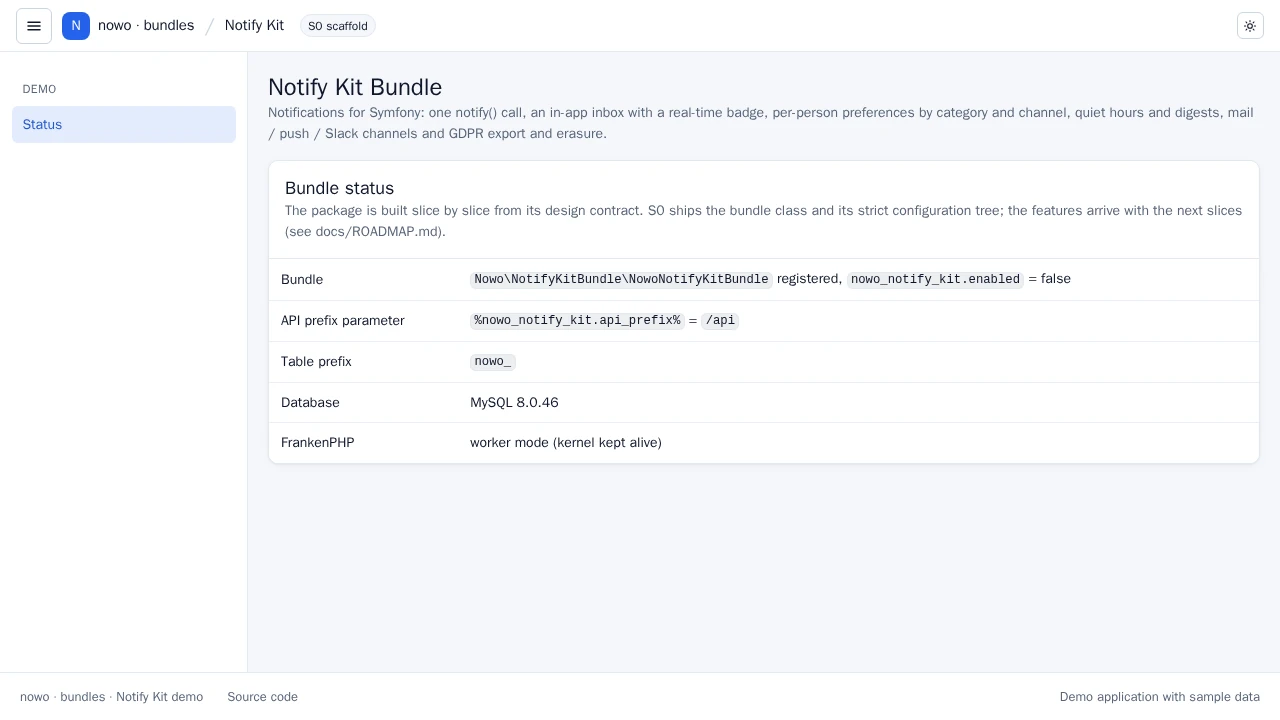 N nowo · bundles / Notify Kit S0 scaffold
DEMO
Status
Notify Kit Bundle
Notifications for Symfony: one notify() call, an in-app inbox with a real-time badge, per-person preferences by category and channel, quiet hours and digests, mail
/ push / Slack channels and GDPR export and erasure.
Bundle status
The package is built slice by slice from its design contract. S0 ships the bundle class and its strict configuration tree; the features arrive with the next slices
(see docs/ROADMAP.md).
Bundle Nowo\NotifyKitBundle\NowoNotifyKitBundle registered, nowo_notify_kit.enabled = false
API prefix parameter %nowo_notify_kit.api_prefix% = /api
Table prefix nowo_
Database MySQL 8.0.46
FrankenPHP worker mode (kernel kept alive)
nowo · bundles · Notify Kit demo Source code Demo application with sample data